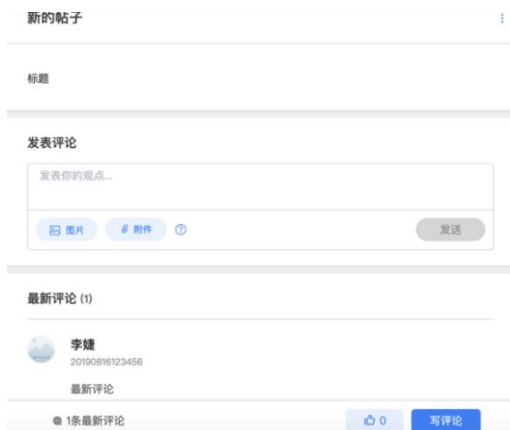 新的帖子
标题
发表评论
发表你的观点...
图片 附件
发送
最新评论 (1)
李婕
20190816123456
最新评论
1条最新评论
0 写评论